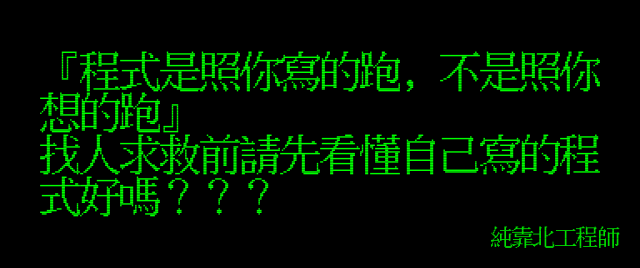 『程式是照你寫的跑，不是照你
想的跑』
找人求救前請先看懂自己寫的程
式好嗎？？？
純靠北工程師